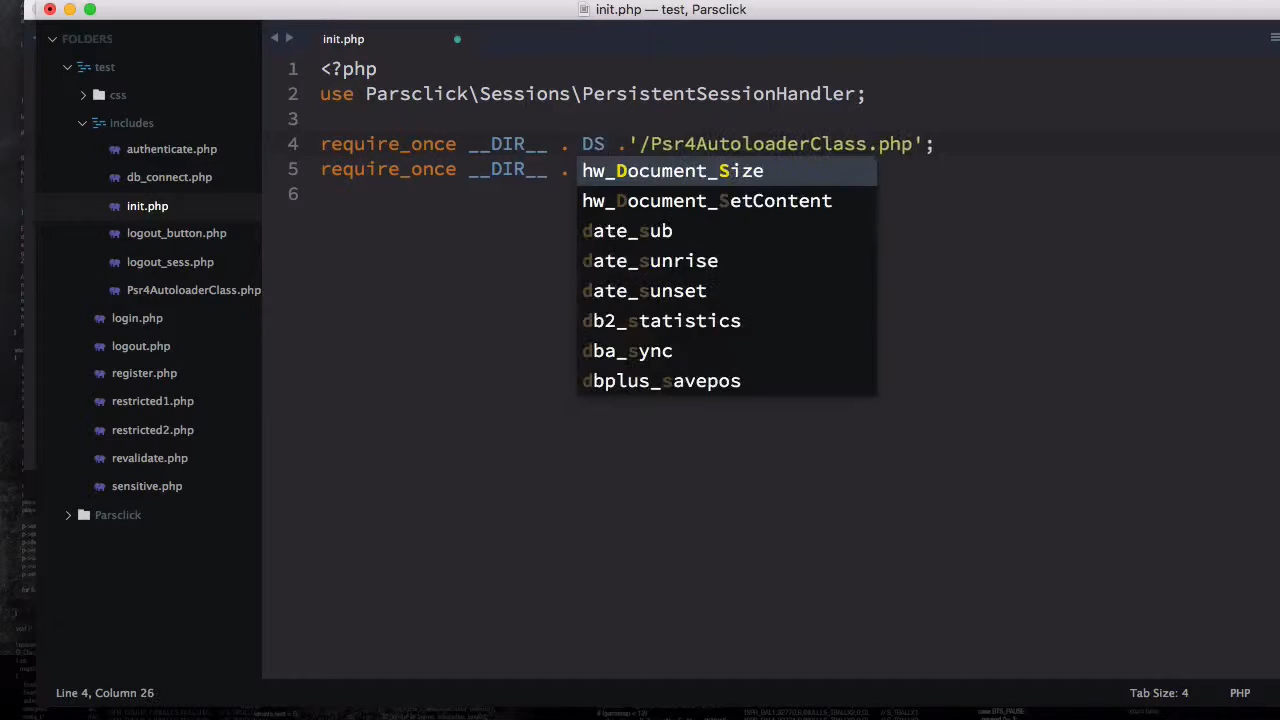 init.php — test, Parsclick
FOLDERS
test
css
includes
authenticate.php
db_connect.php
init.php
logout_button.php
logout_sess.php
Psr4AutoloaderClass.php
login.php
logout.php
register.php
restricted1.php
restricted2.php
revalidate.php
sensitive.php
Parsclick
init.php
1 <?php
2 use Parsclick\Sessions\PersistentSessionHandler;
3
4 require_once __DIR__ . DS .'/Psr4AutoloaderClass.php';
5 require_once __DIR__ .
6
hw_Document_Size
hw_Document_SetContent
date_sub
date_sunrise
date_sunset
db2_statistics
dba_sync
dbplus_savepos
Line 4, Column 26
Tab Size: 4
PHP